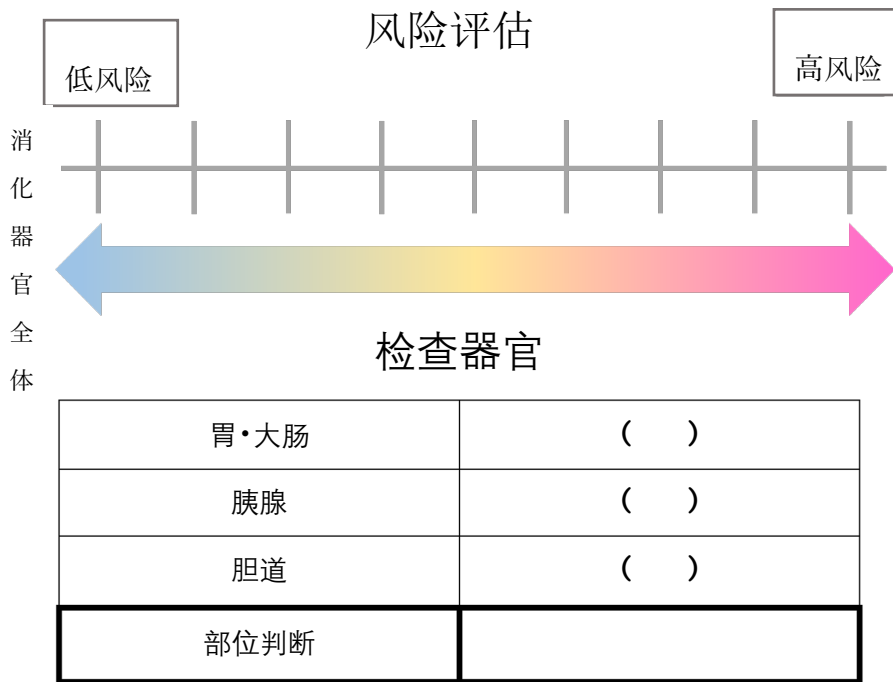 风险评估
低风险
高风险
消化器官全体
检查器官
胃・大肠 ( )
胰腺 ( )
胆道 ( )
部位判断